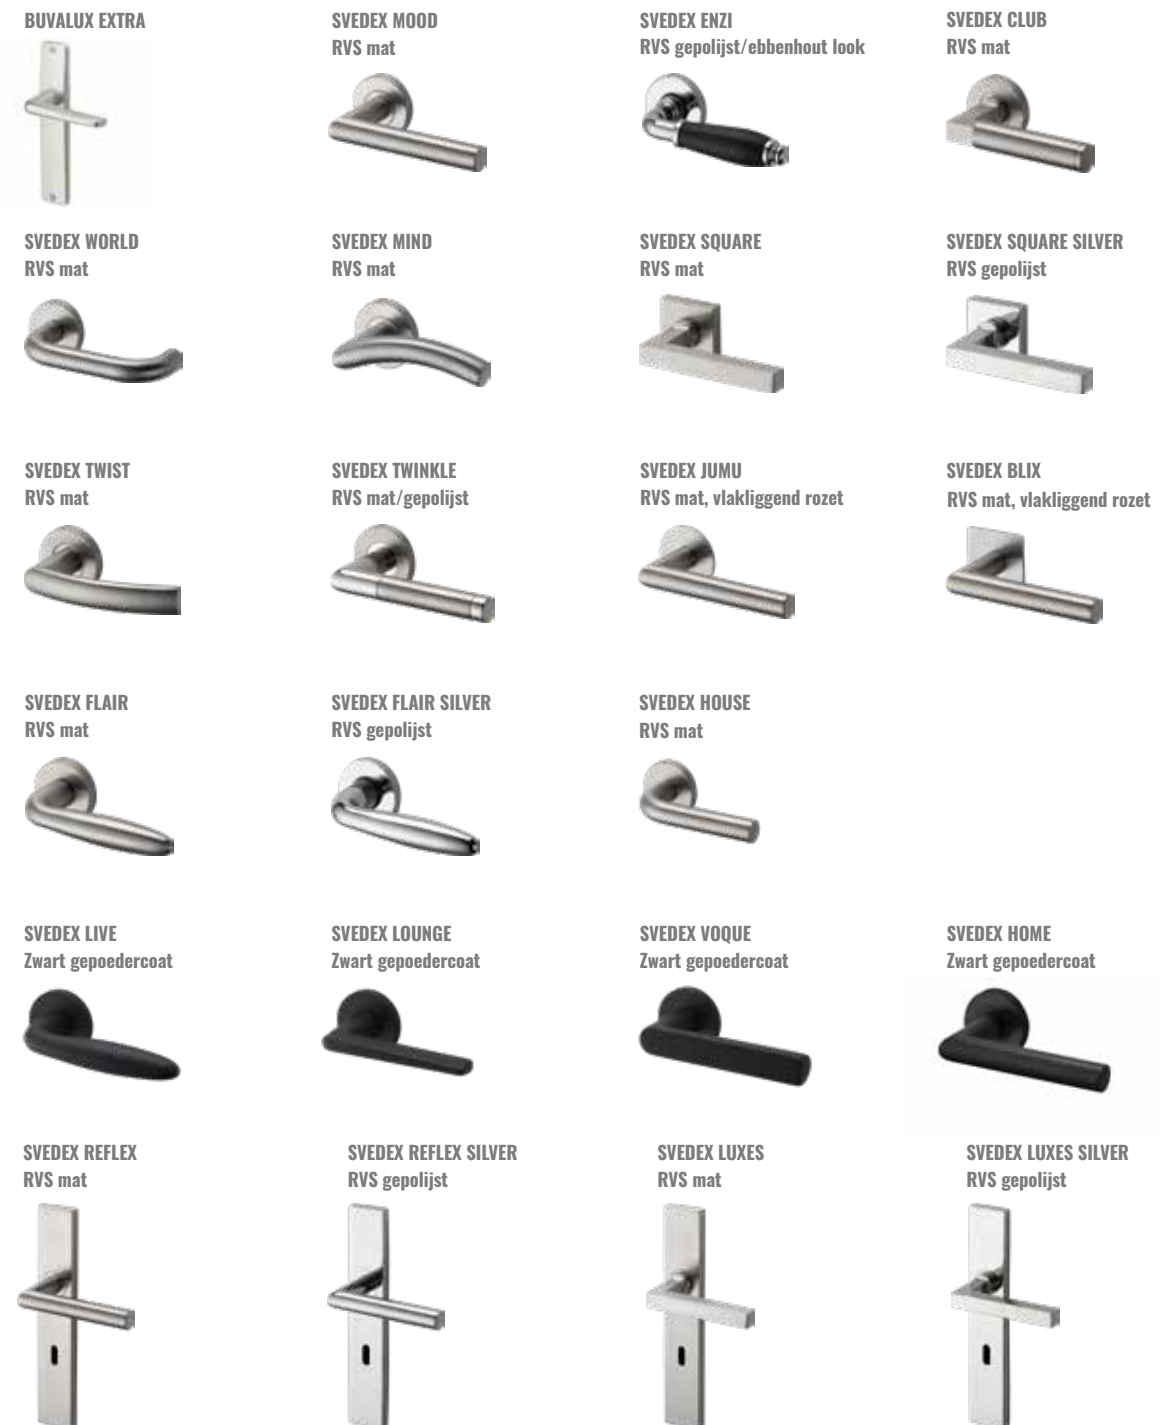 BUVALUX EXTRA
SVEDEX MOOD
RVS mat
SVEDEX ENZI
RVS gepolijst/ebbenhout look
SVEDEX CLUB
RVS mat
SVEDEX WORLD
RVS mat
SVEDEX MIND
RVS mat
SVEDEX SQUARE
RVS mat
SVEDEX SQUARE SILVER
RVS gepolijst
SVEDEX TWIST
RVS mat
SVEDEX TWINKLE
RVS mat/gepolijst
SVEDEX JUMU
RVS mat, vlakliggend rozet
SVEDEX BLIX
RVS mat, vlakliggend rozet
SVEDEX FLAIR
RVS mat
SVEDEX FLAIR SILVER
RVS gepolijst
SVEDEX HOUSE
RVS mat
SVEDEX LIVE
Zwart gepoedercoat
SVEDEX LOUNGE
Zwart gepoedercoat
SVEDEX VOQUE
Zwart gepoedercoat
SVEDEX HOME
Zwart gepoedercoat
SVEDEX REFLEX
RVS mat
SVEDEX REFLEX SILVER
RVS gepolijst
SVEDEX LUXES
RVS mat
SVEDEX LUXES SILVER
RVS gepolijst